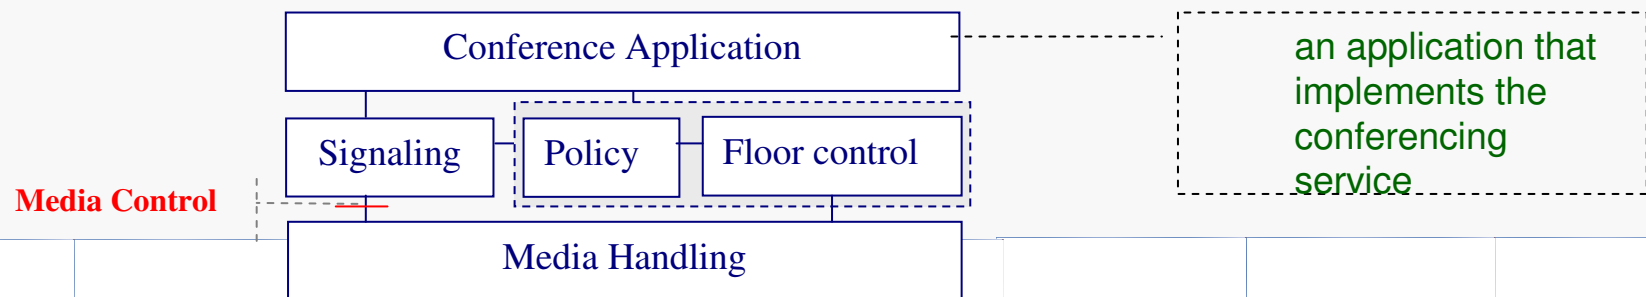 Conference Application
an application that
implements the
conferencing
service
Signaling
Policy
Floor control
Media Control
Media Handling